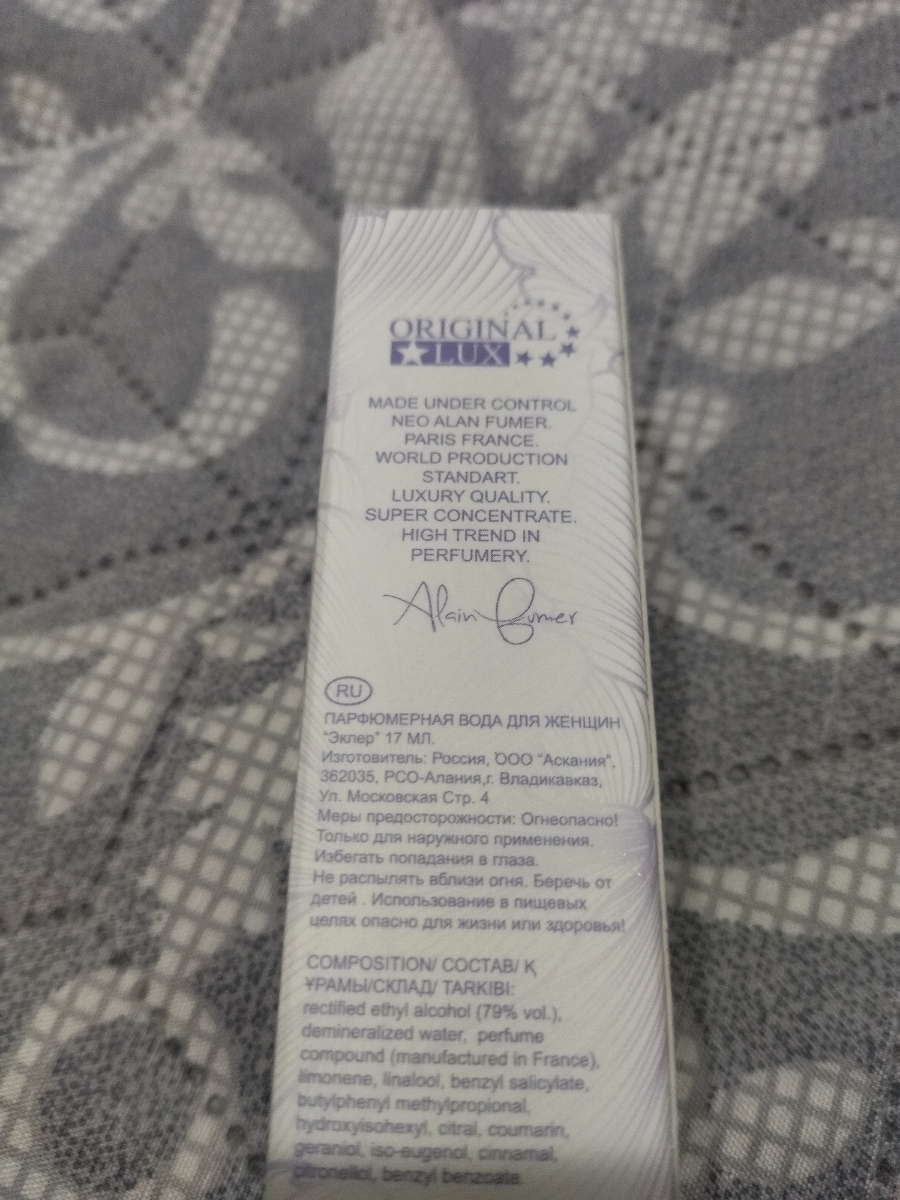 ORIGINAL
LUX
MADE UNDER CONTROL
NEO ALAN FUMER.
PARIS FRANCE.
WORLD PRODUCTION
STANDART.
LUXURY QUALITY.
SUPER CONCENTRATE.
HIGH TREND IN
PERFUMERY.
Alain Fumer
RU
ПАРФЮМЕРНАЯ ВОДА ДЛЯ ЖЕНЩИН
"Эклер" 17 МЛ.
Изготовитель: Россия, ООО "Аскания",
362035, РСО-Алания,г. Владикавказ,
Ул. Московская Стр. 4
Меры предосторожности: Огнеопасно!
Только для наружного применения.
Избегать попадания в глаза.
Не распылять вблизи огня. Беречь от
детей . Использование в пищевых
целях опасно для жизни или здоровья!
COMPOSITION/ СОСТАВ/ Қ
ҰРАМЫ/СКЛАД/ TARKIBI:
rectified ethyl alcohol (79% vol.),
demineralized water, perfume
compound (manufactured in France),
limonene, linalool, benzyl salicylate,
butylphenyl methylpropional,
hydroxyisohexyl, citral, coumarin,
geraniol, iso-eugenol, cinnamal,
citronellol, benzyl benzoate.